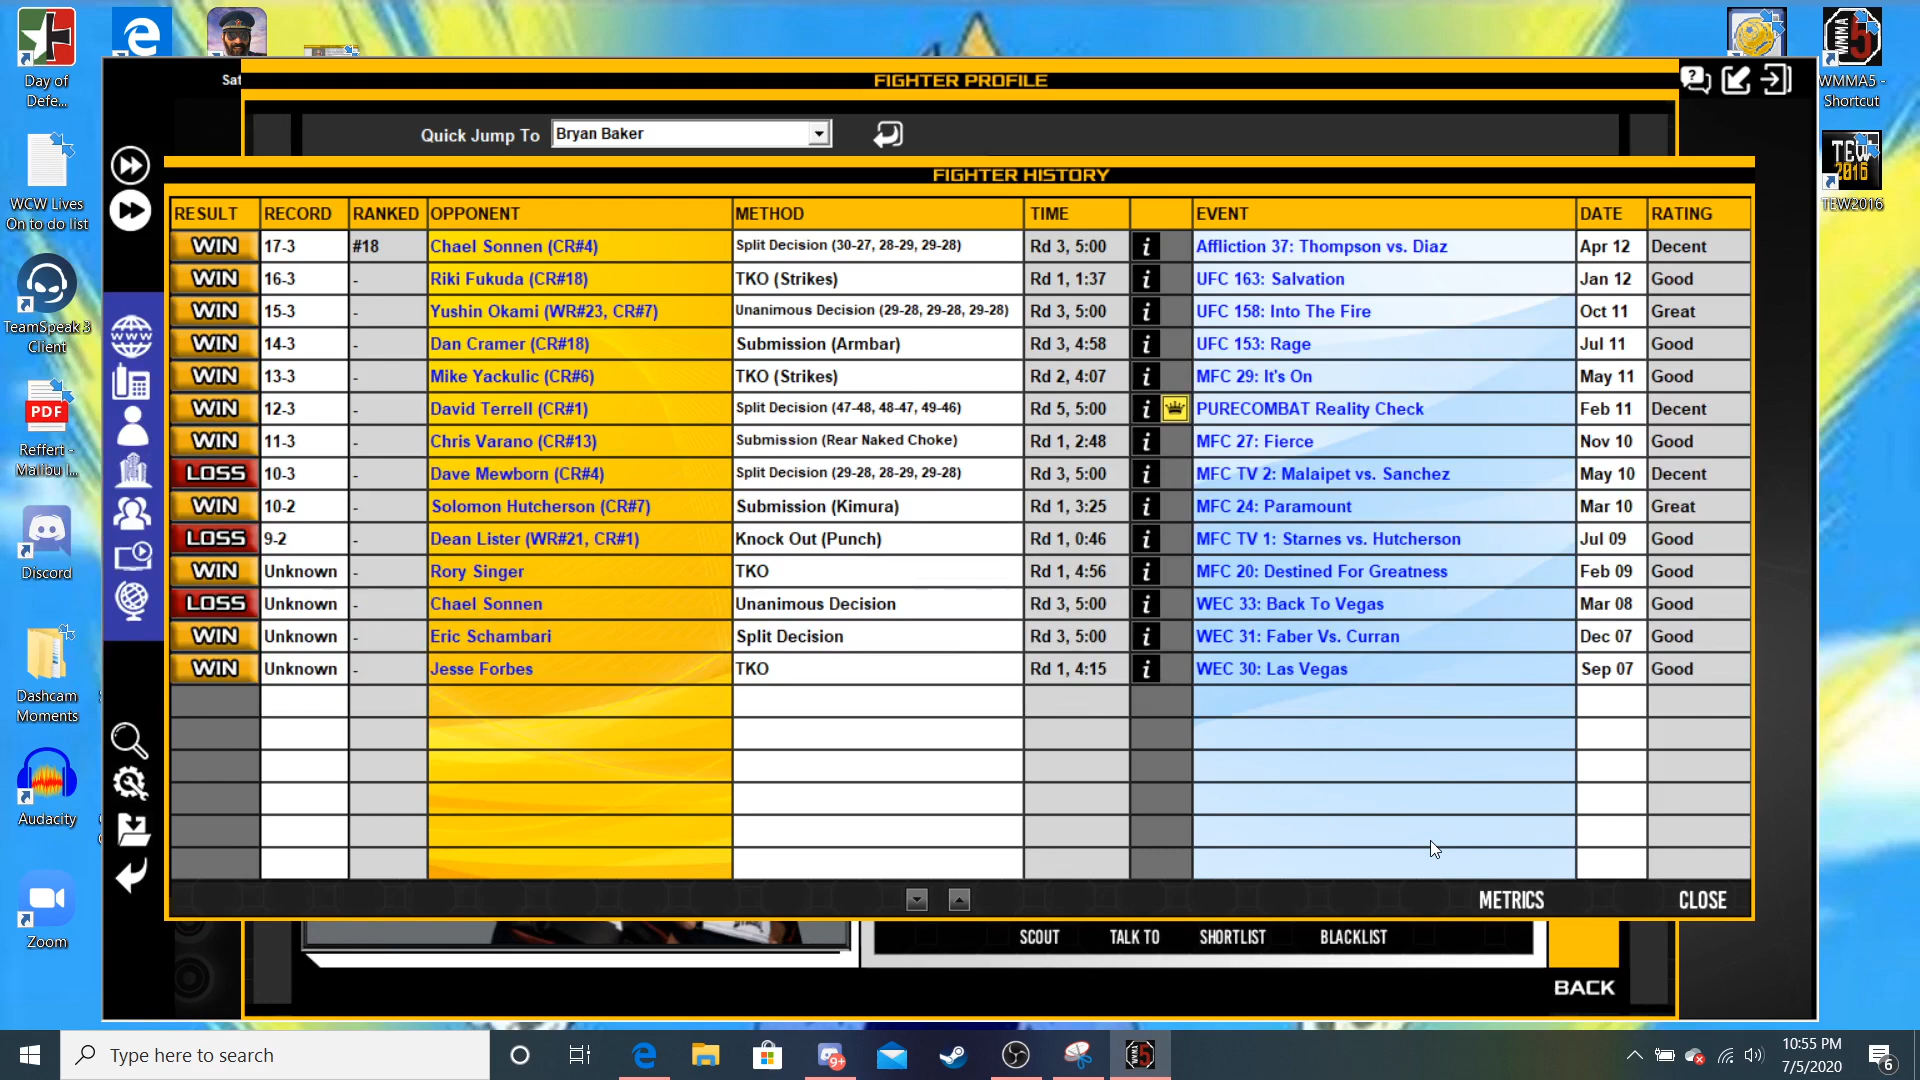 Day of
Defe...
Sat
FIGHTER PROFILE
WMMA5 -
Shortcut
Quick Jump To Bryan Baker
FIGHTER HISTORY
RESULT RECORD RANKED OPPONENT METHOD TIME EVENT DATE RATING
WIN 17-3 #18 Chael Sonnen (CR#4) Split Decision (30-27, 28-29, 29-28) Rd 3, 5:00 i Affliction 37: Thompson vs. Diaz Apr 12 Decent
WIN 16-3 - Riki Fukuda (CR#18) TKO (Strikes) Rd 1, 1:37 i UFC 163: Salvation Jan 12 Good
WIN 15-3 - Yushin Okami (WR#23, CR#7) Unanimous Decision (29-28, 29-28, 29-28) Rd 3, 5:00 i UFC 158: Into The Fire Oct 11 Great
WIN 14-3 - Dan Cramer (CR#18) Submission (Armbar) Rd 3, 4:58 i UFC 153: Rage Jul 11 Good
WIN 13-3 - Mike Yackulic (CR#6) TKO (Strikes) Rd 2, 4:07 i MFC 29: It's On May 11 Good
WIN 12-3 - David Terrell (CR#1) Split Decision (47-48, 48-47, 49-46) Rd 5, 5:00 i PURECOMBAT Reality Check Feb 11 Decent
WIN 11-3 - Chris Varano (CR#13) Submission (Rear Naked Choke) Rd 1, 2:48 i MFC 27: Fierce Nov 10 Good
LOSS 10-3 - Dave Mewborn (CR#4) Split Decision (29-28, 28-29, 29-28) Rd 3, 5:00 i MFC TV 2: Malaipet vs. Sanchez May 10 Decent
WIN 10-2 - Solomon Hutcherson (CR#7) Submission (Kimura) Rd 1, 3:25 i MFC 24: Paramount Mar 10 Great
LOSS 9-2 - Dean Lister (WR#21, CR#1) Knock Out (Punch) Rd 1, 0:46 i MFC TV 1: Starnes vs. Hutcherson Jul 09 Good
WIN Unknown - Rory Singer TKO Rd 1, 4:56 i MFC 20: Destined For Greatness Feb 09 Good
LOSS Unknown - Chael Sonnen Unanimous Decision Rd 3, 5:00 i WEC 33: Back To Vegas Mar 08 Good
WIN Unknown - Eric Schambari Split Decision Rd 3, 5:00 i WEC 31: Faber Vs. Curran Dec 07 Good
WIN Unknown - Jesse Forbes TKO Rd 1, 4:15 i WEC 30: Las Vegas Sep 07 Good
METRICS CLOSE
SCOUT TALK TO SHORTLIST BLACKLIST
BACK
WCW Lives
On to do list
TeamSpeak 3
Client
PDF
Reffert -
Malibu I...
Discord
Dashcam
Moments
Audacity
Zoom
WWW
WMMA 5
TEW
2016
TEW2016
Type here to search
9+
WMMA 5
10:55 PM
7/5/2020
6